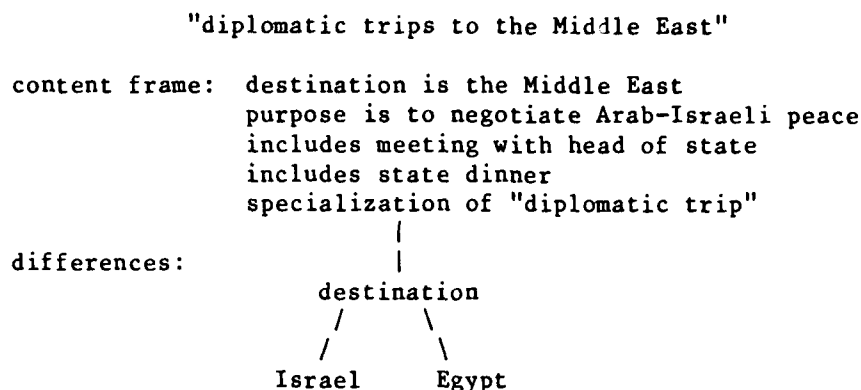 "diplomatic trips to the Middle East"
content frame: destination is the Middle East
purpose is to negotiate Arab-Israeli peace
includes meeting with head of state
includes state dinner
specialization of "diplomatic trip"
differences:
destination
Israel Egypt